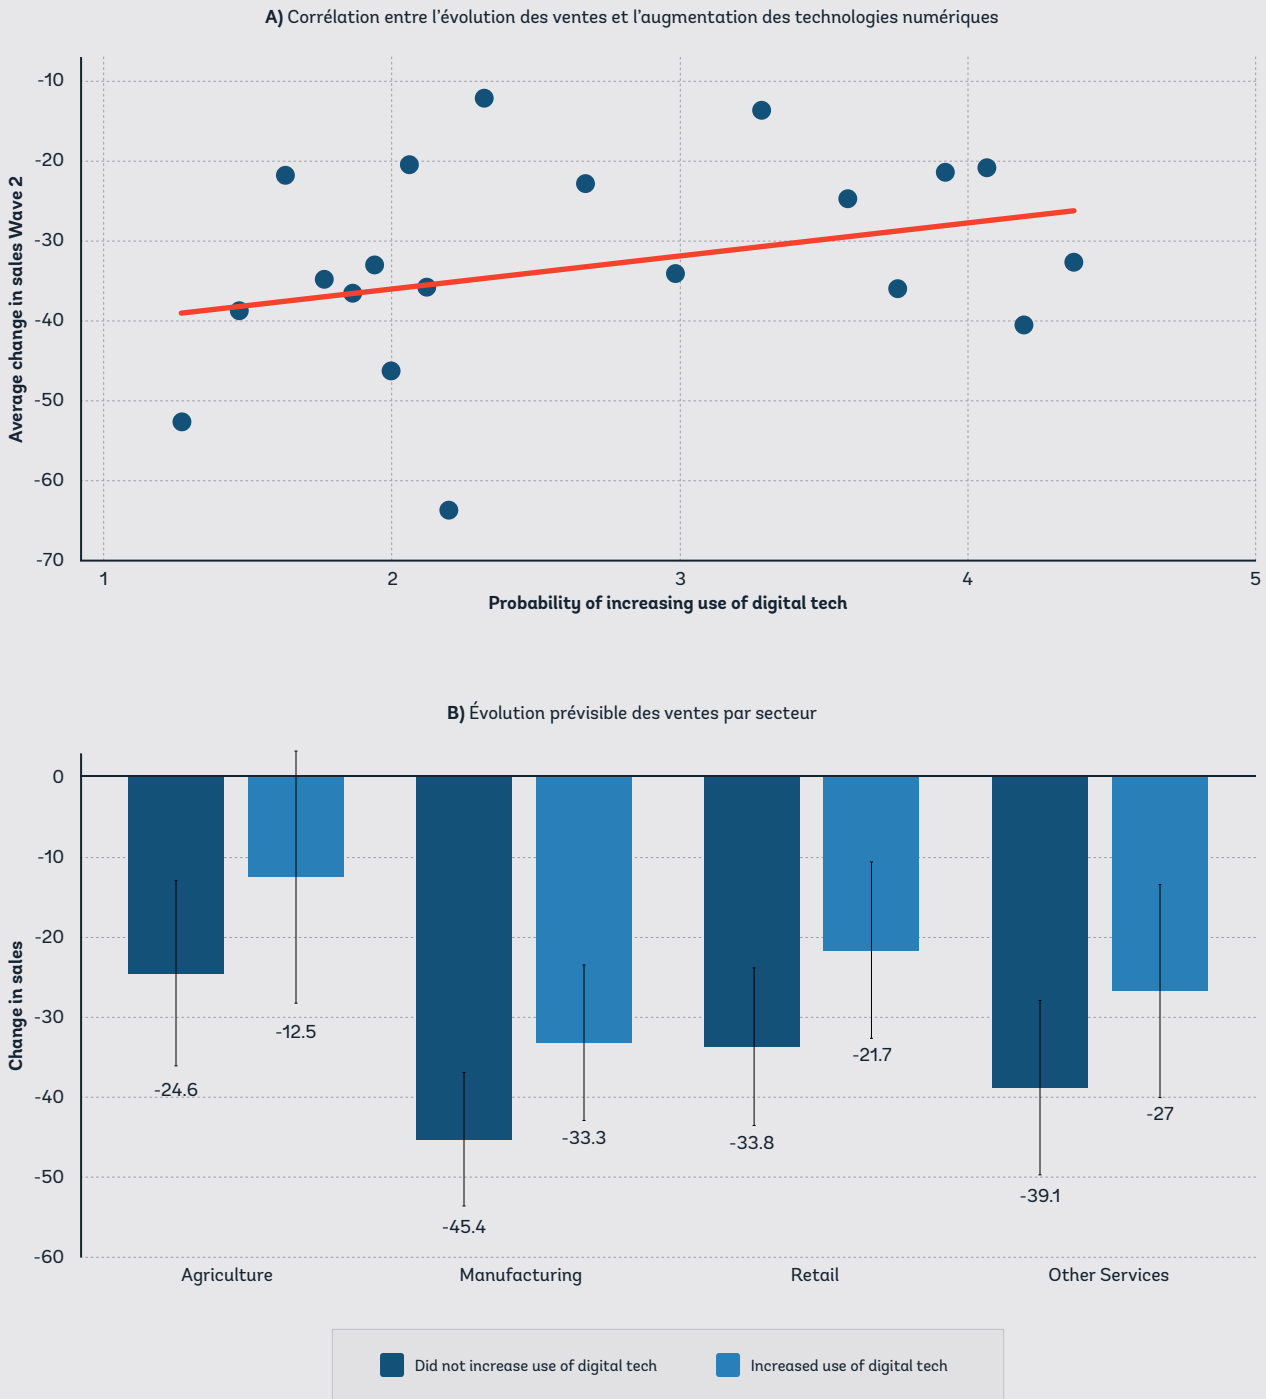 A) Corrélation entre l’évolution des ventes et l’augmentation des technologies numériques
Average change in sales Wave 2
-10
-20
-30
-40
-50
-60
-70
1 2 3 4 5
Probability of increasing use of digital tech
B) Évolution prévisible des ventes par secteur
Change in sales
0
-10
-20
-30
-40
-50
-60
-24.6
-12.5
-45.4
-33.3
-33.8
-21.7
-39.1
-27
Agriculture Manufacturing Retail Other Services
Did not increase use of digital tech Increased use of digital tech